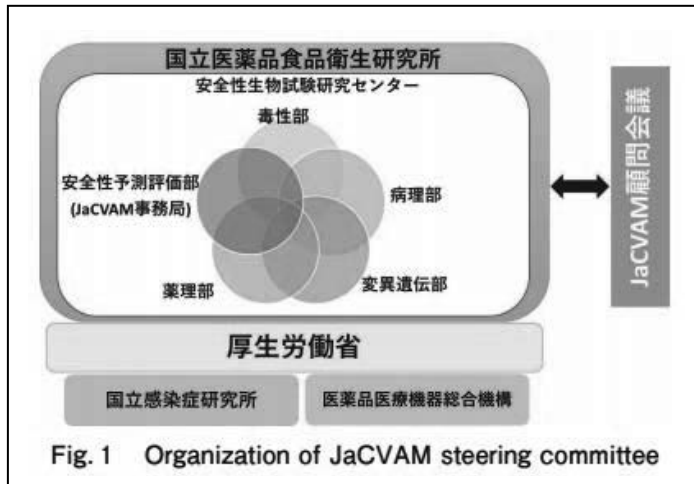 国立医薬品食品衛生研究所
安全性生物試験研究センター
毒性部
安全性予測評価部
(JaCVAM事務局)
病理部
薬理部
変異遺伝部
JaCVAM顧問会議
厚生労働省
国立感染症研究所
医薬品医療機器総合機構
Fig. 1 Organization of JaCVAM steering committee